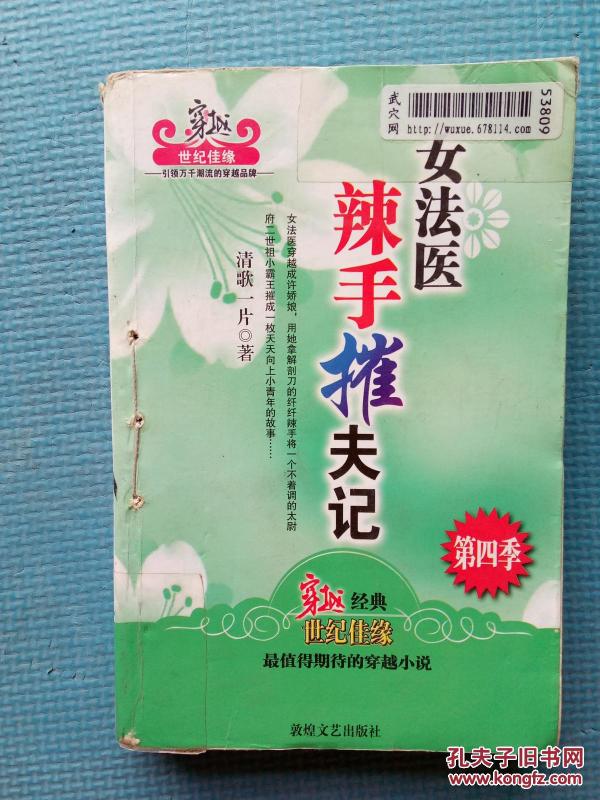 武穴网
http://wuxue.678114.com
53809
穿越
世纪佳缘
引领万千潮流的穿越品牌
女法医
辣手摧夫记
女法医穿越成许娇娘，用她拿解剖刀的纤纤辣手将一个不着调的太尉
府二世祖小霸王摧成一枚天天向上小青年的故事……
清歌一片◎著
第四季
穿越经典
世纪佳缘
最值得期待的穿越小说
敦煌文艺出版社
孔夫子旧书网
www.kongfz.com